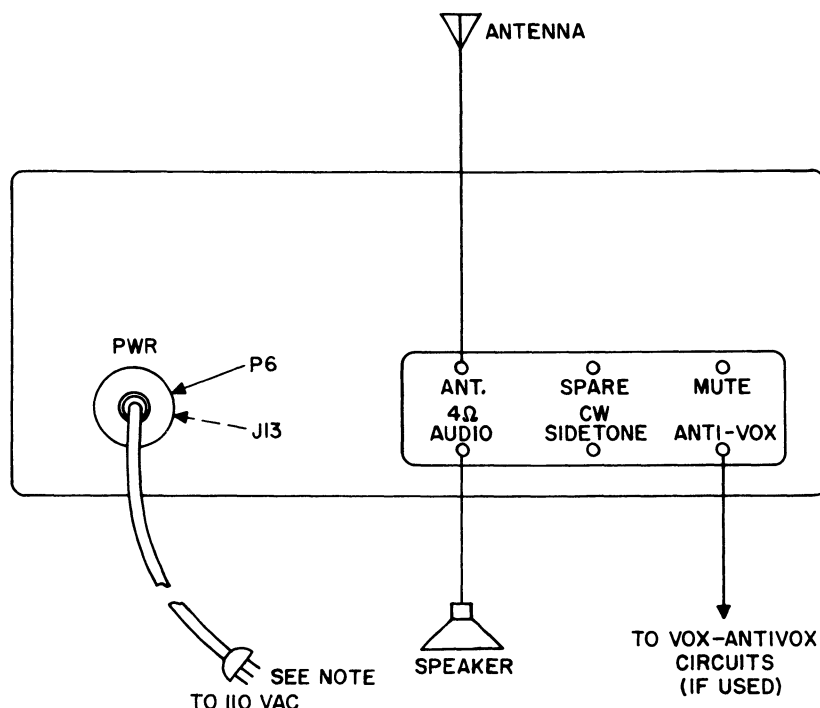 ANTENNA
PWR
P6
J13
ANT.
SPARE
MUTE
4Ω
AUDIO
CW
SIDETONE
ANTI-VOX
SPEAKER
TO VOX-ANTIVOX
CIRCUITS
(IF USED)
SEE NOTE
TO 110 VAC